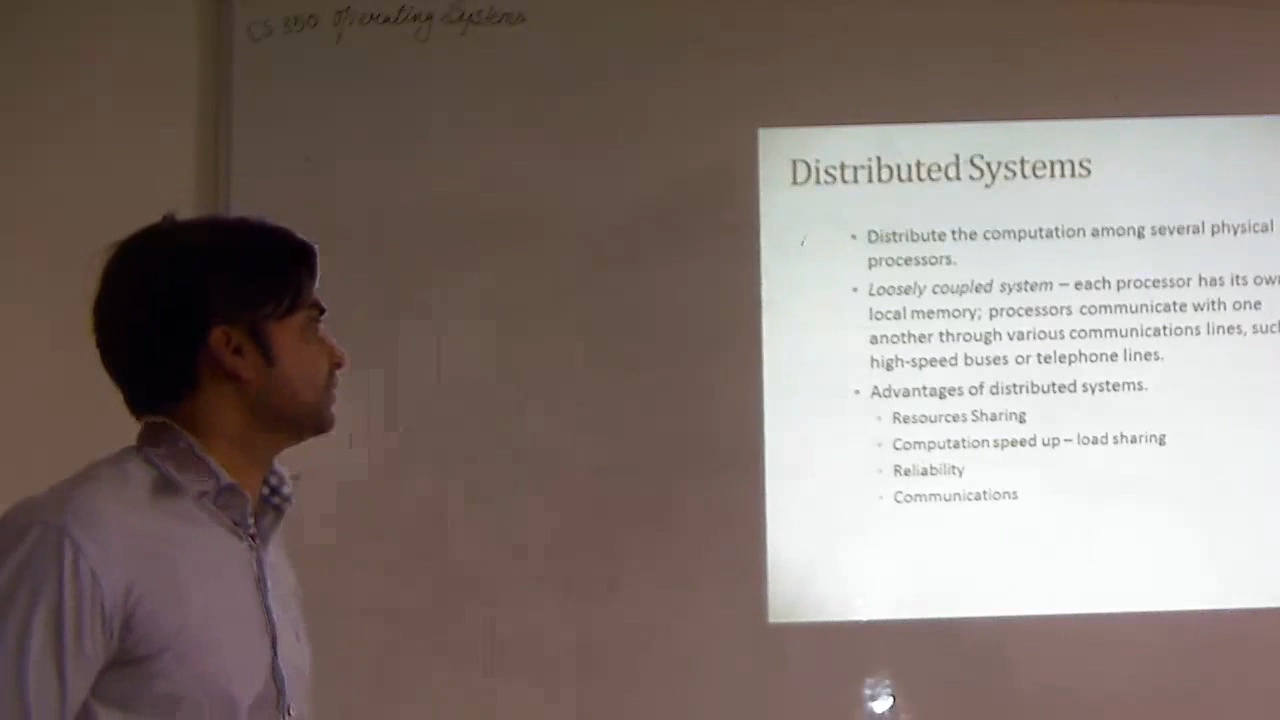 CS-350 Operating Systems
Distributed Systems
• Distribute the computation among several physical
processors.
• Loosely coupled system – each processor has its own
local memory; processors communicate with one
another through various communications lines, such
high-speed buses or telephone lines.
• Advantages of distributed systems.
• Resources Sharing
• Computation speed up – load sharing
• Reliability
• Communications